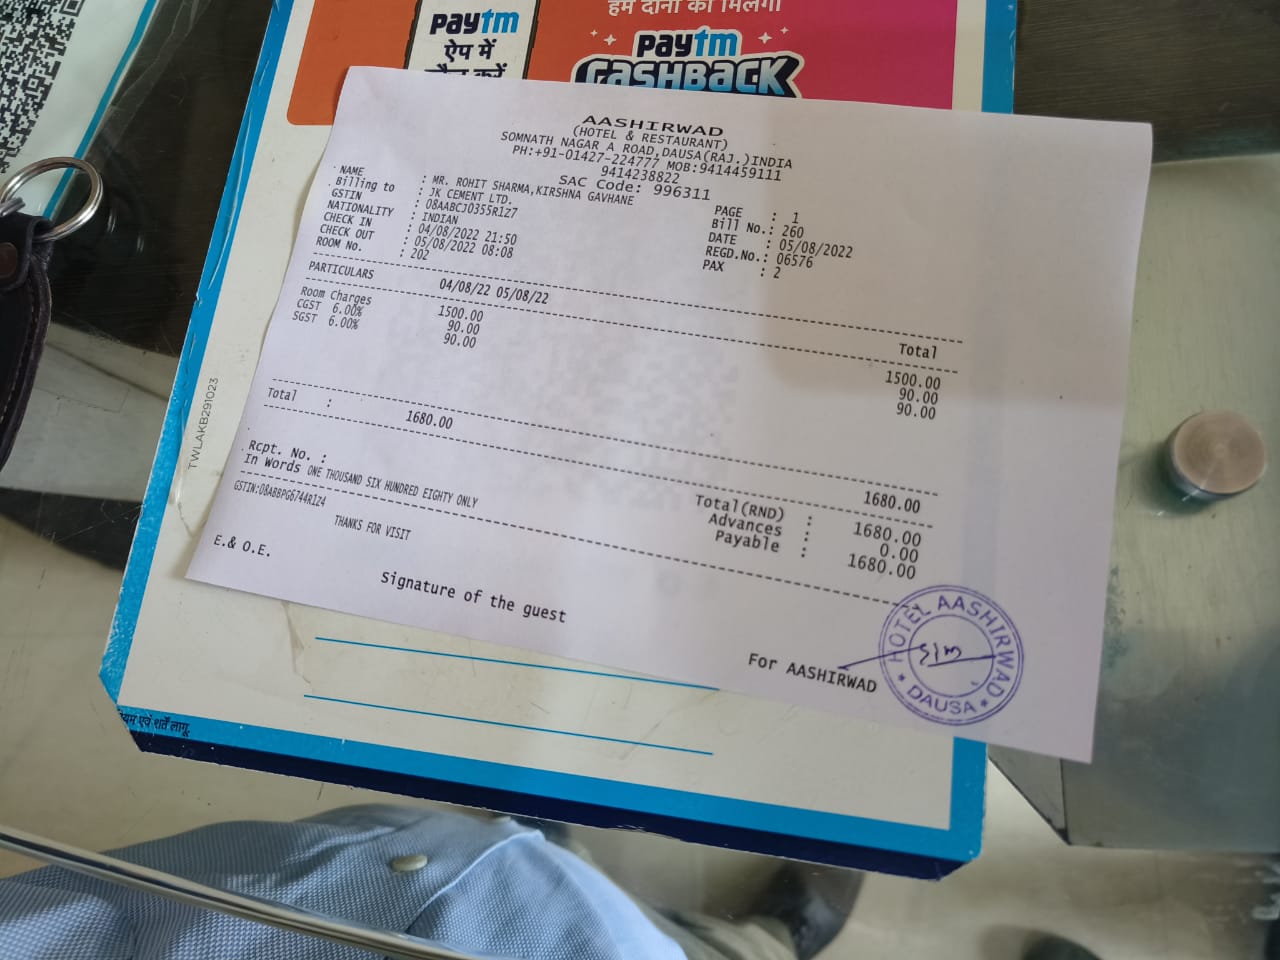 हम दोनों को मिलेगा
paytm
ऐप में
paytm
CASHBACK
AASHIRWAD
(HOTEL & RESTAURANT)
SOMNATH NAGAR A ROAD,DAUSA(RAJ.)INDIA
PH:+91-01427-224777 MOB:9414459111
9414238822
SAC Code: 996311
NAME : MR. ROHIT SHARMA,KIRSHNA GAVHANE
Billing to : JK CEMENT LTD.
GSTIN : 08AABCJ0355R1Z7
NATIONALITY : INDIAN
CHECK IN : 04/08/2022 21:50
CHECK OUT : 05/08/2022 08:08
ROOM No. : 202
PAGE : 1
Bill No.: 260
DATE : 05/08/2022
REGD.No.: 06576
PAX : 2
PARTICULARS 04/08/22 05/08/22 Total
Room Charges 1500.00 1500.00
CGST 6.00% 90.00 90.00
SGST 6.00% 90.00 90.00
Total : 1680.00 1680.00
Rcpt. No. :
In Words ONE THOUSAND SIX HUNDRED EIGHTY ONLY
Total(RND) : 1680.00
Advances : 0.00
Payable : 1680.00
GSTIN:08ABBPG6744R1Z4
THANKS FOR VISIT
E.& O.E.
Signature of the guest
For AASHIRWAD
HOTEL AASHIRWAD
DAUSA
TWLAKB291023
एवं शर्तें लागू